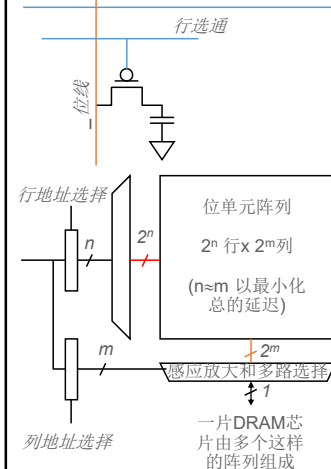 行选通
_位线
行地址选择
n
2ⁿ
位单元阵列
2ⁿ 行x 2ᵐ列
(n≈m 以最小化
总的延迟)
m
2ᵐ
感应放大和多路选择
1
列地址选择
一片DRAM芯
片由多个这样
的阵列组成